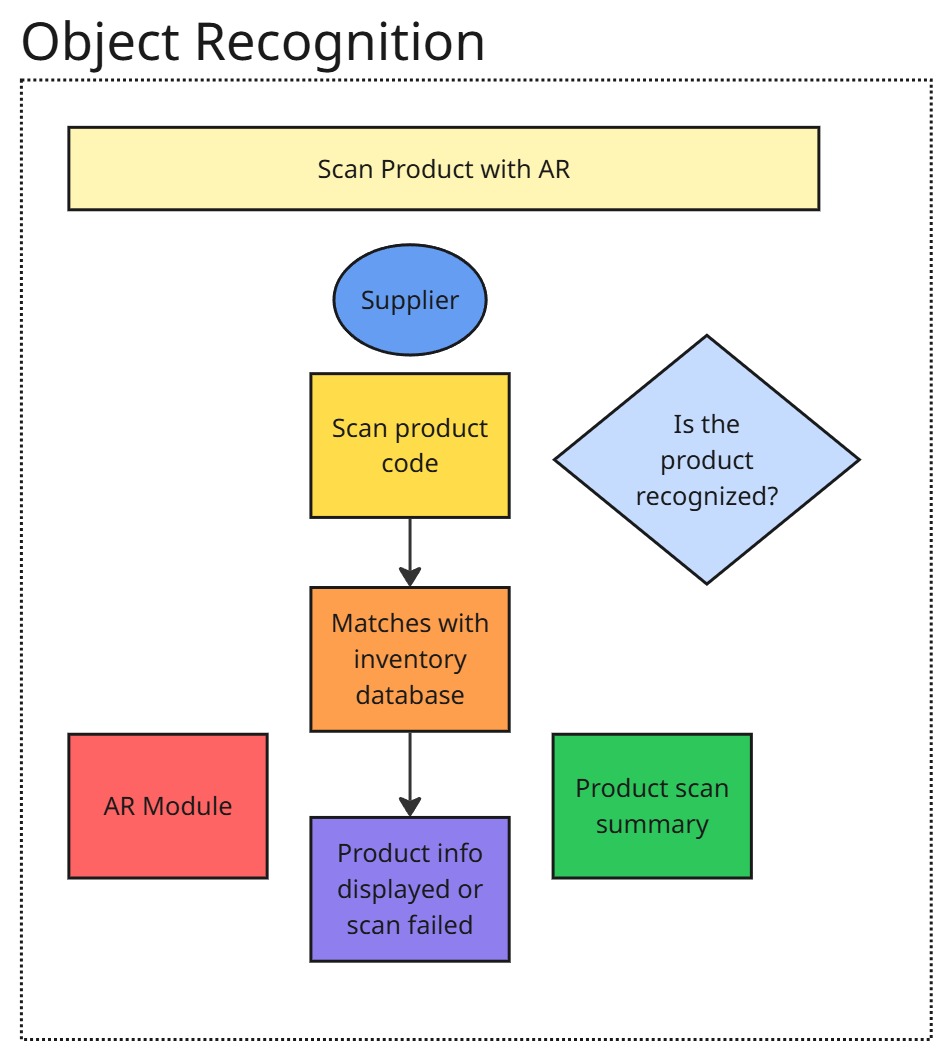 Object Recognition
Scan Product with AR
Supplier
Scan product
code
Is the
product
recognized?
Matches with
inventory
database
AR Module
Product scan
summary
Product info
displayed or
scan failed